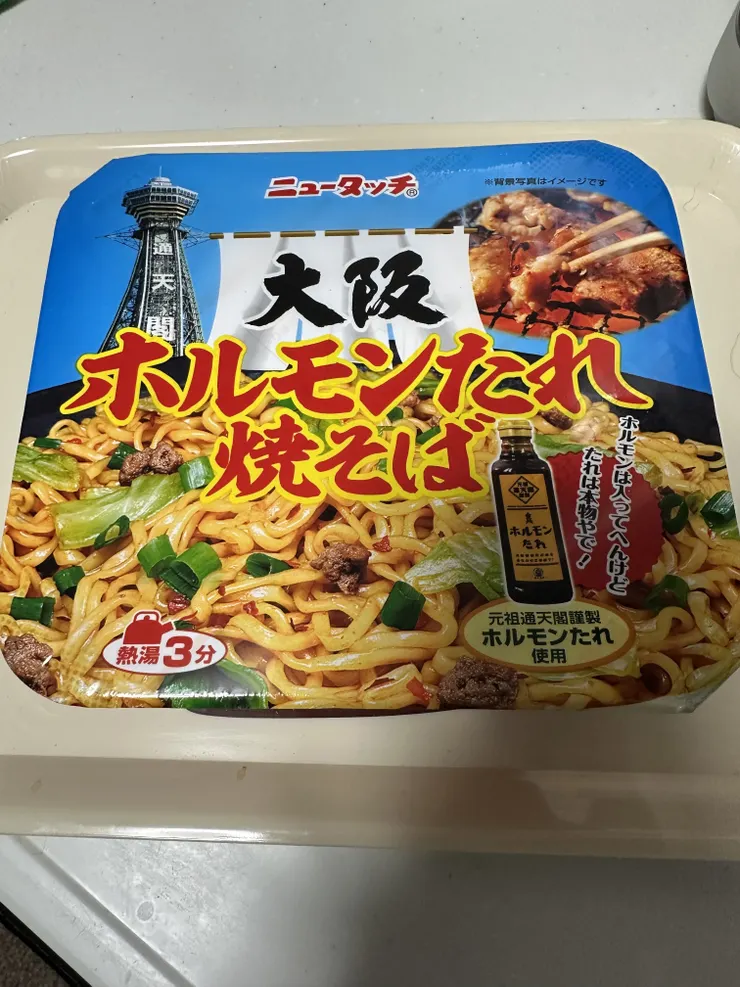 ニュータッチ®
※背景写真はイメージです
通天閣
大阪
ホルモンたれ
焼そば
ホルモンは入ってへんけど
たれは本物やで!
ホルモン
たれ
元祖通天閣謹製
ホルモンたれ
使用
熱湯3分